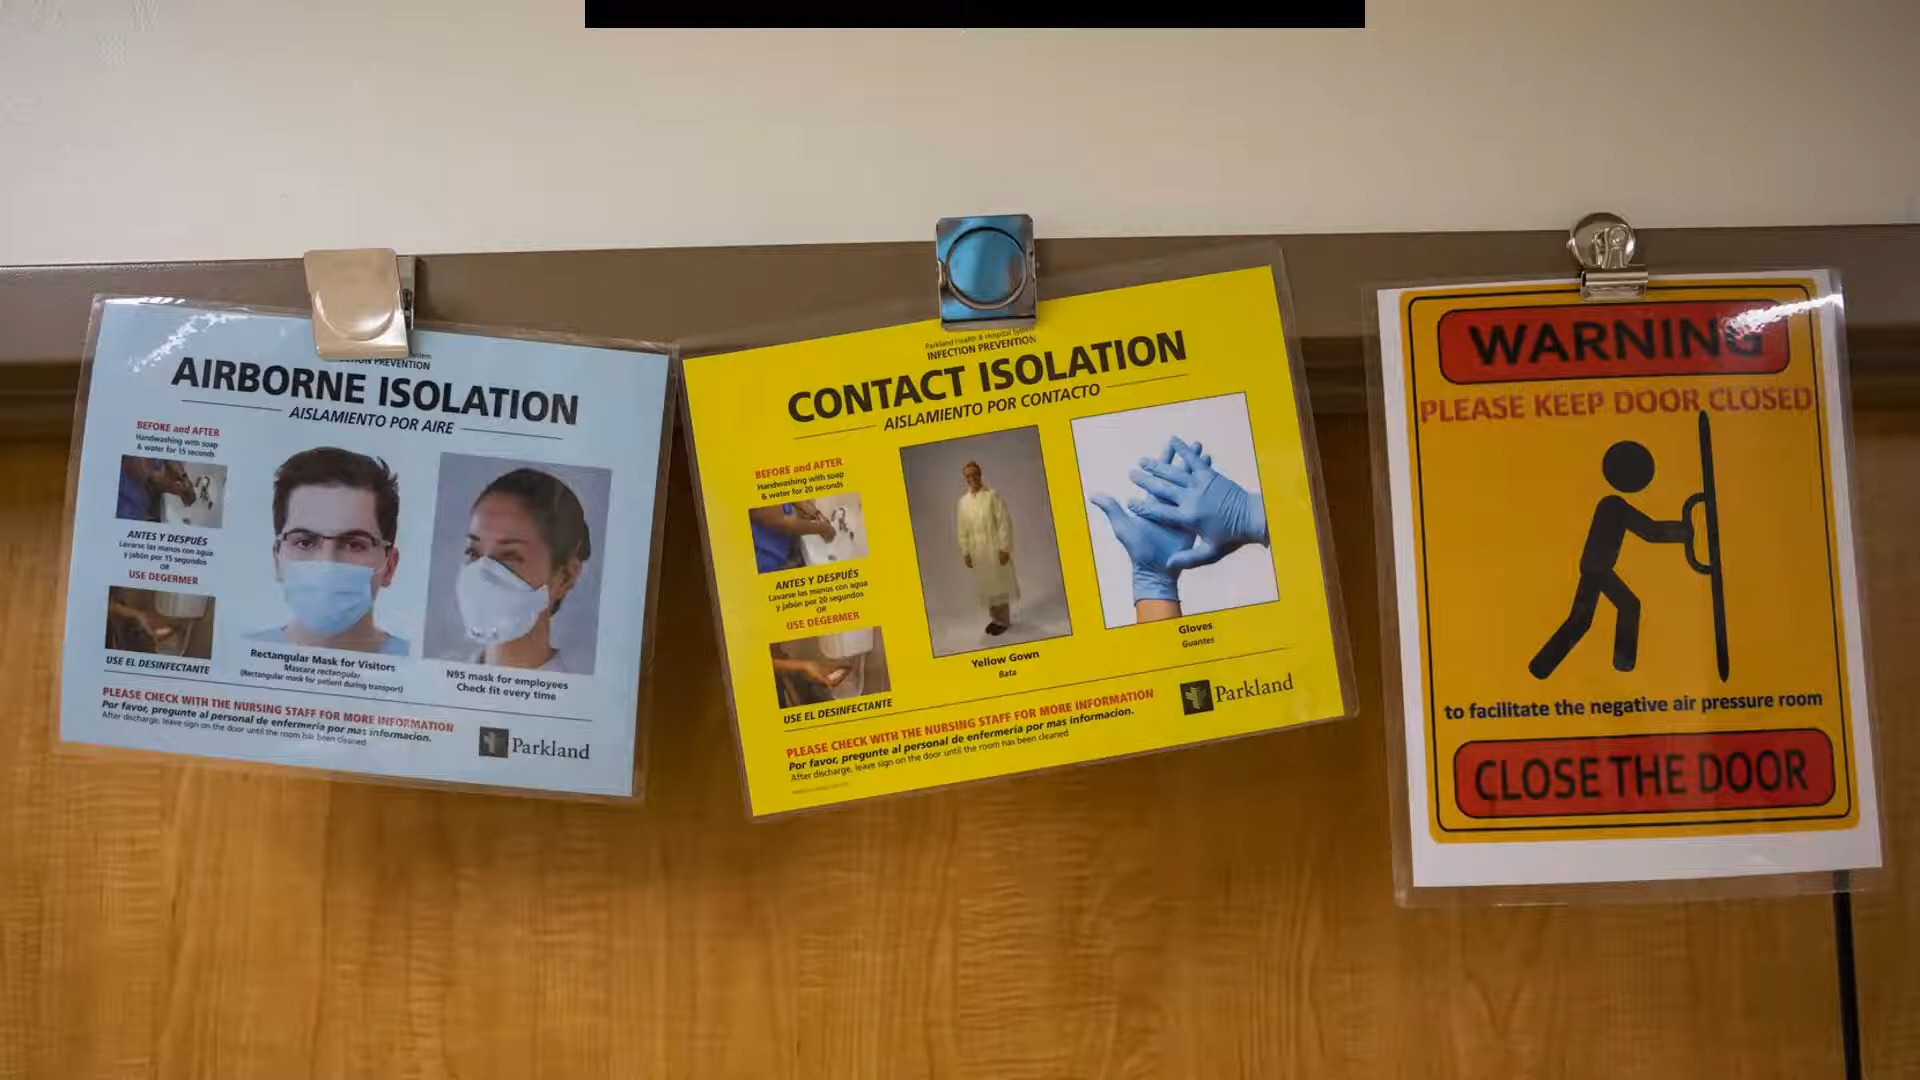 INFECTION PREVENTION
AIRBORNE ISOLATION
AISLAMIENTO POR AIRE
BEFORE and AFTER
Handwashing with soap
& water for 15 seconds
ANTES Y DESPUÉS
Lavarse las manos con agua
y jabón por 15 segundos
OR
USE DEGERMER
USE EL DESINFECTANTE
Rectangular Mask for Visitors
Mascara rectangular
(Rectangular mask for patient during transport)
N95 mask for employees
Check fit every time
PLEASE CHECK WITH THE NURSING STAFF FOR MORE INFORMATION
Por favor, pregunte al personal de enfermeria por mas informacion.
After discharge, leave sign on the door until the room has been cleaned
Parkland
Parkland Health & Hospital System
INFECTION PREVENTION
CONTACT ISOLATION
AISLAMIENTO POR CONTACTO
BEFORE and AFTER
Handwashing with soap
& water for 20 seconds
ANTES Y DESPUÉS
Lavarse las manos con agua
y jabón por 20 segundos
OR
USE DEGERMER
USE EL DESINFECTANTE
Yellow Gown
Bata
Gloves
Guantes
PLEASE CHECK WITH THE NURSING STAFF FOR MORE INFORMATION
Por favor, pregunte al personal de enfermeria por mas informacion.
After discharge, leave sign on the door until the room has been cleaned
Parkland
WARNING
PLEASE KEEP DOOR CLOSED
to facilitate the negative air pressure room
CLOSE THE DOOR